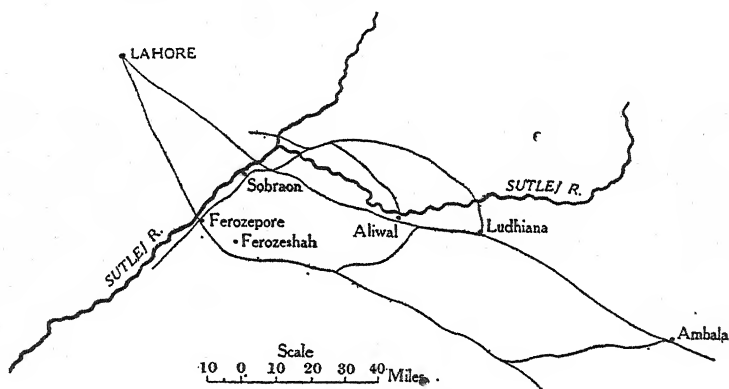 LAHORE
SUTLEJ R.
Sobraon
Ferozepore
Aliwal
Ludhiana
Ferozeshah
SUTLEJ R.
Ambala
Scale
10 0 10 20 30 40 Miles